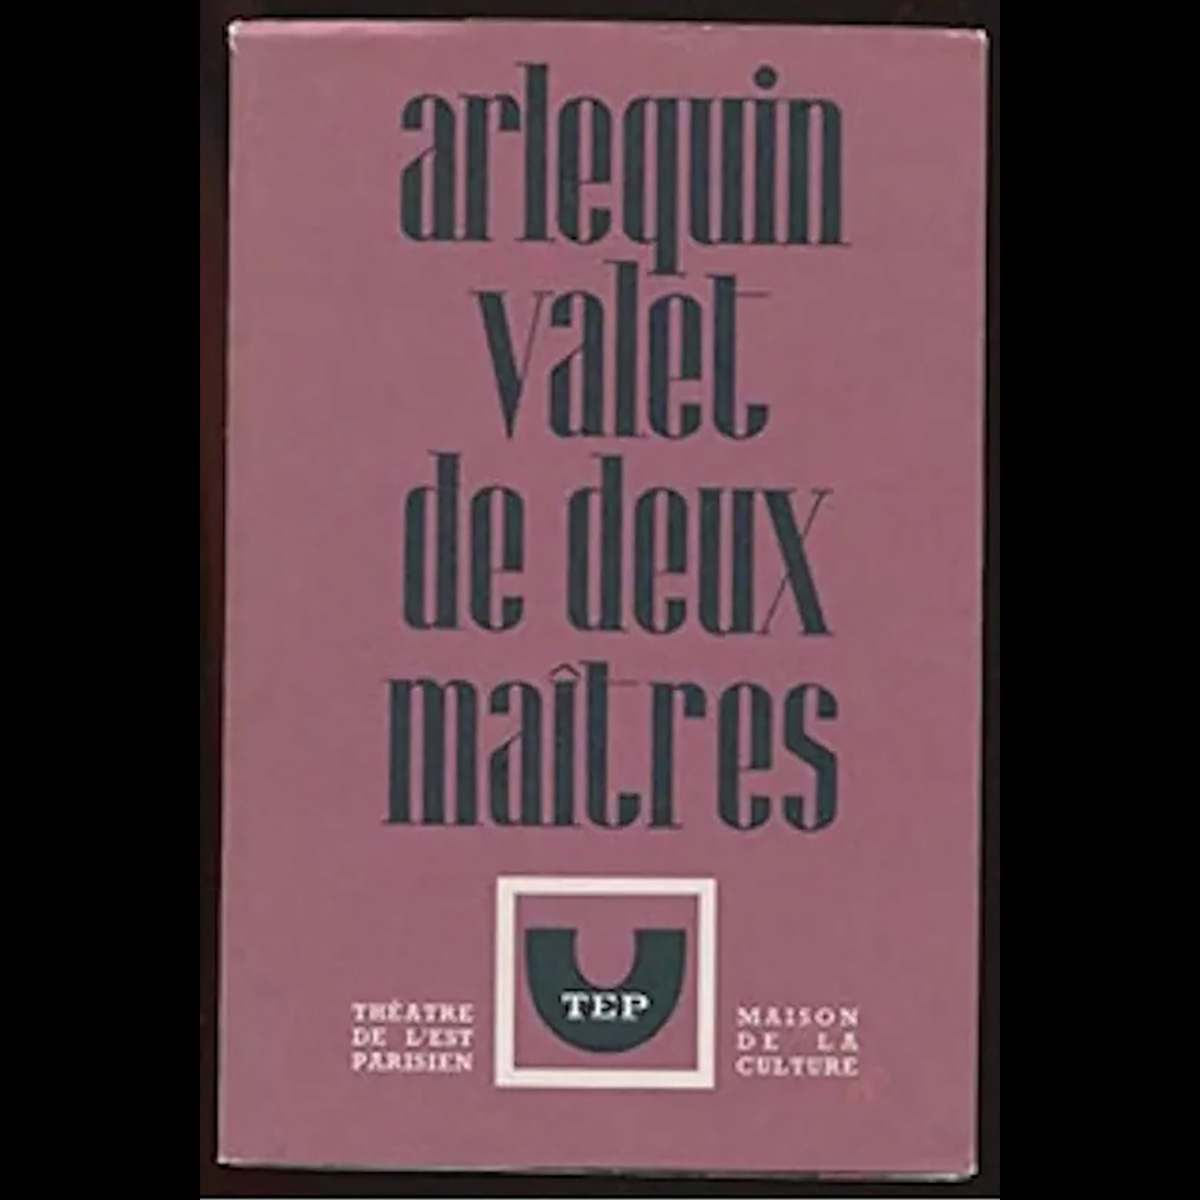 arlequin
valet
de deux
maîtres
TEP
THÉATRE
DE L'EST
PARISIEN
MAISON
DE LA
CULTURE